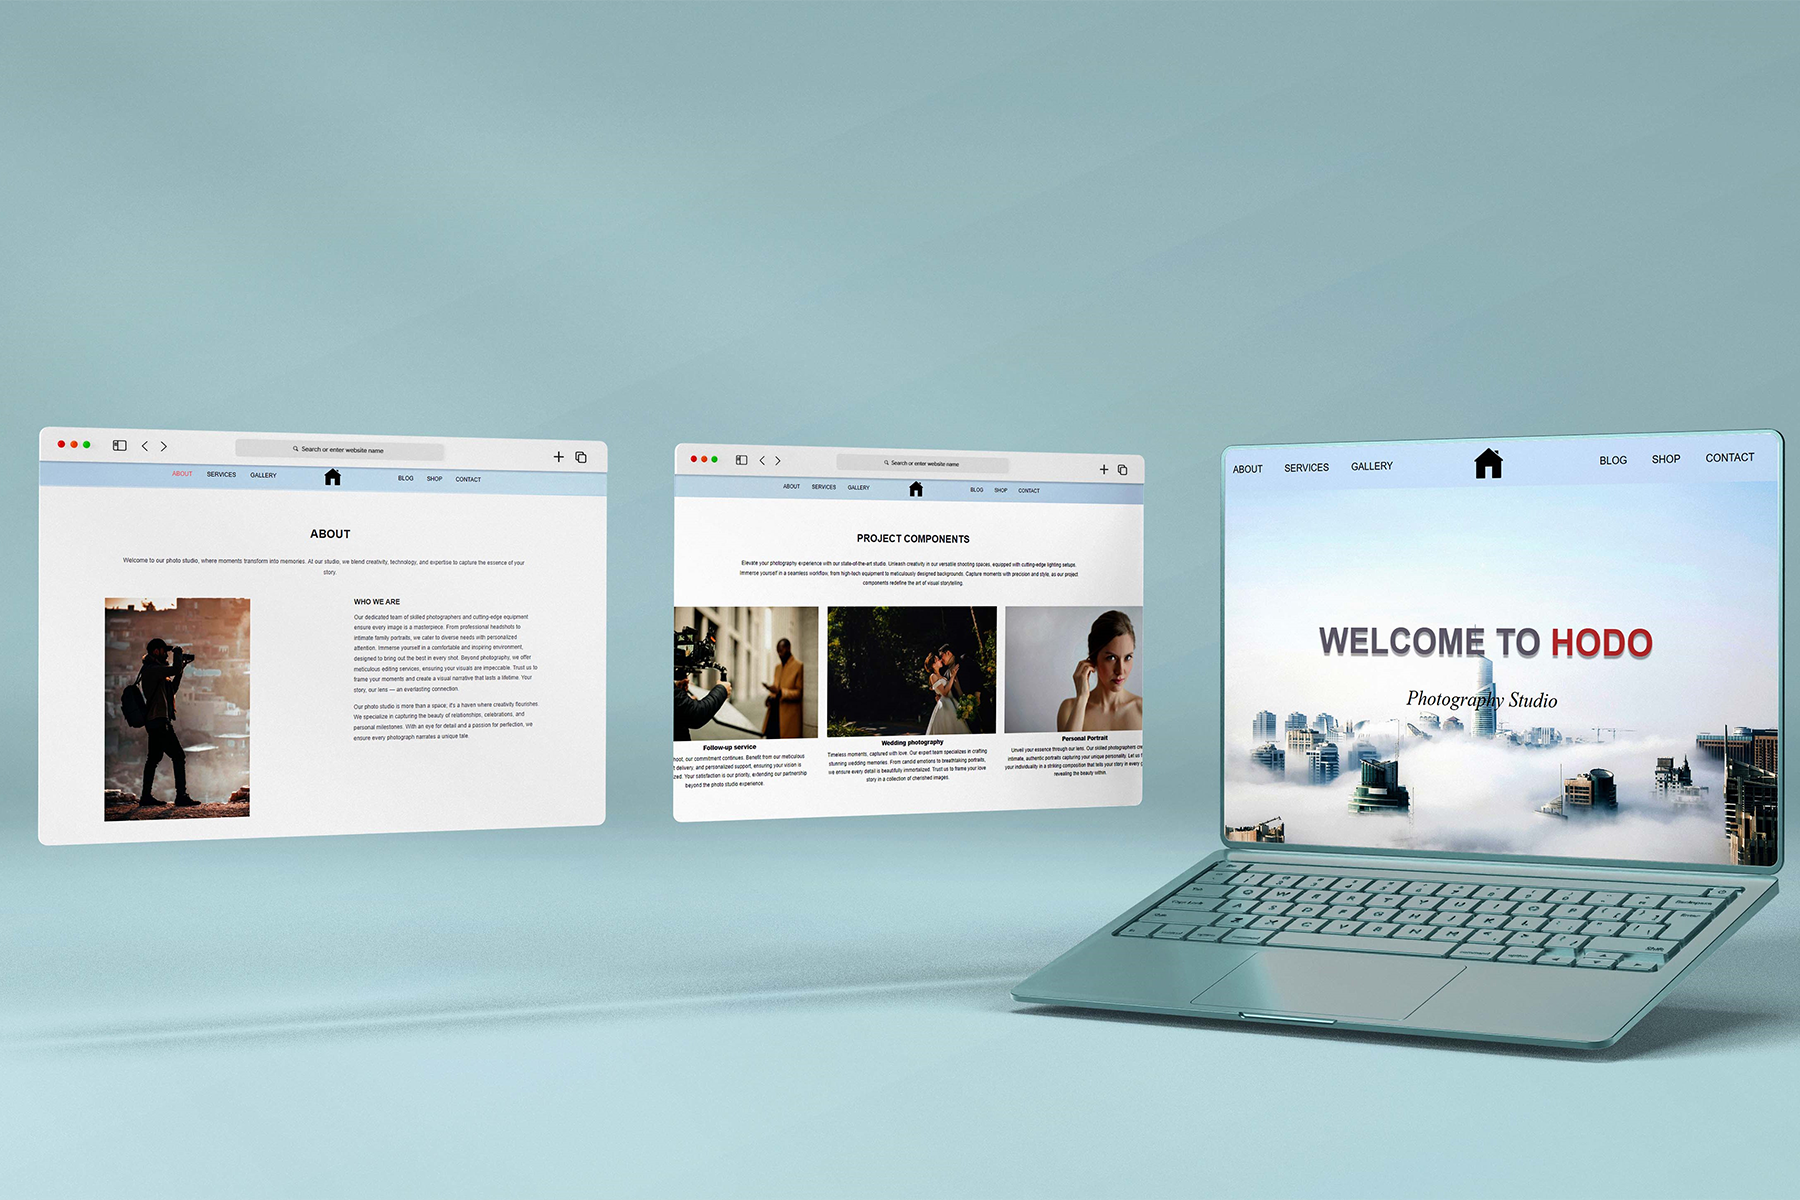 Search or enter website name
ABOUT SERVICES GALLERY BLOG SHOP CONTACT
ABOUT
Welcome to our photo studio, where moments transform into memories. At our studio, we blend creativity, technology, and expertise to capture the essence of your
story.
WHO WE ARE
Our dedicated team of skilled photographers and cutting-edge equipment
ensure every image is a masterpiece. From professional headshots to
intimate family portraits, we cater to diverse needs with personalized
attention. Immerse yourself in a comfortable and inspiring environment,
designed to bring out the best in every shot. Beyond photography, we offer
meticulous editing services, ensuring your visuals are impeccable. Trust us to
frame your moments and create a visual narrative that lasts a lifetime. Your
story, our lens — an everlasting connection.
Our photo studio is more than a space; it's a haven where creativity flourishes.
We specialize in capturing the beauty of relationships, celebrations, and
personal milestones. With an eye for detail and a passion for perfection, we
ensure every photograph narrates a unique tale.
Search or enter website name
ABOUT SERVICES GALLERY BLOG SHOP CONTACT
PROJECT COMPONENTS
Elevate your photography experience with our state-of-the-art studio. Unleash creativity in our versatile shooting spaces, equipped with cutting-edge lighting setups.
Immerse yourself in a seamless workflow, from high-tech equipment to meticulously designed backgrounds. Capture moments with precision and style, as our project
components redefine the art of visual storytelling.
Follow-up service
hoot, our commitment continues. Benefit from our meticulous
t delivery, and personalized support, ensuring your vision is
zed. Your satisfaction is our priority, extending our partnership
beyond the photo studio experience.
Wedding photography
Timeless moments, captured with love. Our expert team specializes in crafting
stunning wedding memories. From candid emotions to breathtaking portraits,
we ensure every detail is beautifully immortalized. Trust us to frame your love
story in a collection of cherished images.
Personal Portrait
Unveil your essence through our lens. Our skilled photographers cre
intimate, authentic portraits capturing your unique personality. Let us f
your individuality in a striking composition that tells your story in every g
revealing the beauty within.
ABOUT SERVICES GALLERY BLOG SHOP CONTACT
WELCOME TO HODO
Photography Studio